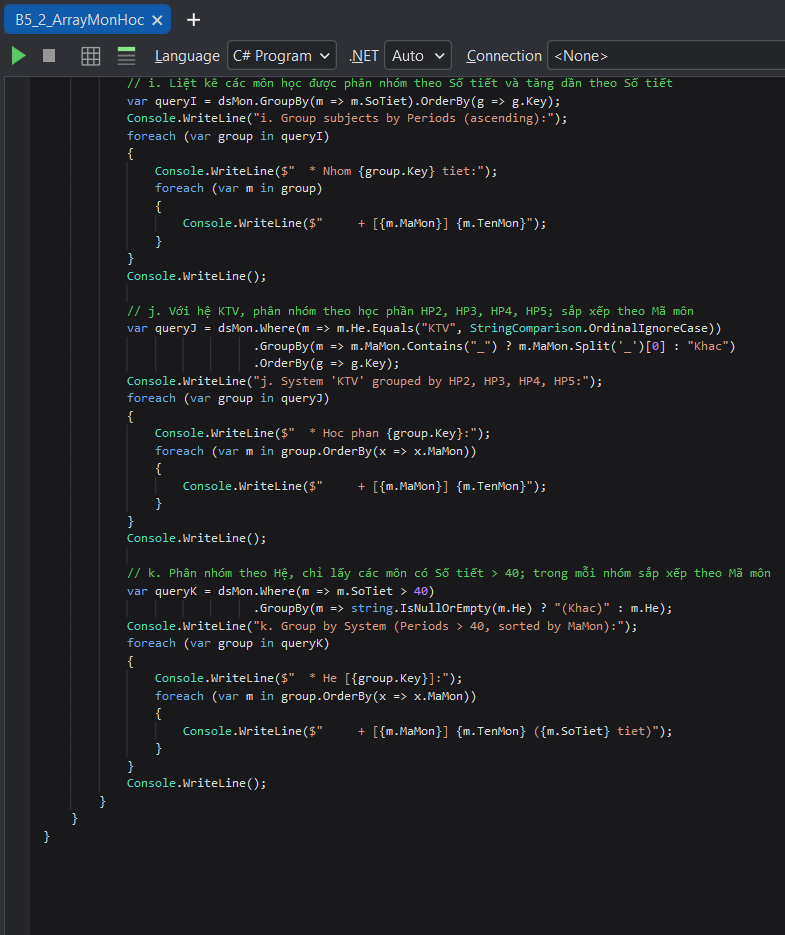 B5_2_ArrayMonHoc ×  +
Language C# Program .NET Auto Connection <None>
// i. Liệt kê các môn học được phân nhóm theo Số tiết và tăng dần theo Số tiết
var queryI = dsMon.GroupBy(m => m.SoTiet).OrderBy(g => g.Key);
Console.WriteLine("i. Group subjects by Periods (ascending):");
foreach (var group in queryI)
{
    Console.WriteLine($"  * Nhom {group.Key} tiet:");
    foreach (var m in group)
    {
        Console.WriteLine($"     + [{m.MaMon}] {m.TenMon}");
    }
}
Console.WriteLine();
// j. Với hệ KTV, phân nhóm theo học phần HP2, HP3, HP4, HP5; sắp xếp theo Mã môn
var queryJ = dsMon.Where(m => m.He.Equals("KTV", StringComparison.OrdinalIgnoreCase))
                  .GroupBy(m => m.MaMon.Contains("_") ? m.MaMon.Split('_')[0] : "Khac")
                  .OrderBy(g => g.Key);
Console.WriteLine("j. System 'KTV' grouped by HP2, HP3, HP4, HP5:");
foreach (var group in queryJ)
{
    Console.WriteLine($"  * Hoc phan {group.Key}:");
    foreach (var m in group.OrderBy(x => x.MaMon))
    {
        Console.WriteLine($"     + [{m.MaMon}] {m.TenMon}");
    }
}
Console.WriteLine();
// k. Phân nhóm theo Hệ, chỉ lấy các môn có Số tiết > 40; trong mỗi nhóm sắp xếp theo Mã môn
var queryK = dsMon.Where(m => m.SoTiet > 40)
                  .GroupBy(m => string.IsNullOrEmpty(m.He) ? "(Khac)" : m.He);
Console.WriteLine("k. Group by System (Periods > 40, sorted by MaMon):");
foreach (var group in queryK)
{
    Console.WriteLine($"  * He [{group.Key}]:");
    foreach (var m in group.OrderBy(x => x.MaMon))
    {
        Console.WriteLine($"     + [{m.MaMon}] {m.TenMon} ({m.SoTiet} tiet)");
    }
}
Console.WriteLine();
}
}
}